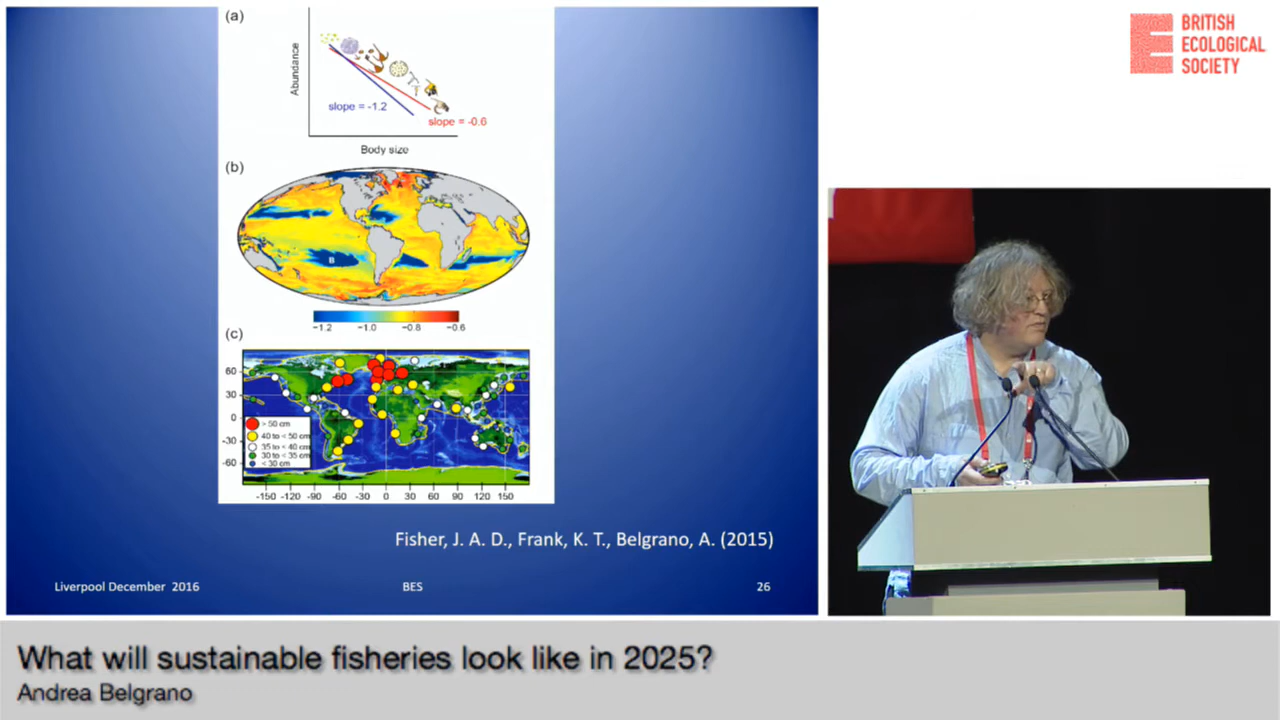 (a)
Abundance
slope = -1.2
slope = -0.6
Body size
(b)
B
−1.2 −1.0 −0.8 −0.6
(c)
60
30
0
-30
-60
> 50 cm
40 to < 50 cm
35 to < 40 cm
30 to < 35 cm
< 30 cm
-150 -120 -90 -60 -30 0 30 60 90 120 150
Fisher, J. A. D., Frank, K. T., Belgrano, A. (2015)
Liverpool December 2016 BES 26
BRITISH
ECOLOGICAL
SOCIETY
What will sustainable fisheries look like in 2025?
Andrea Belgrano